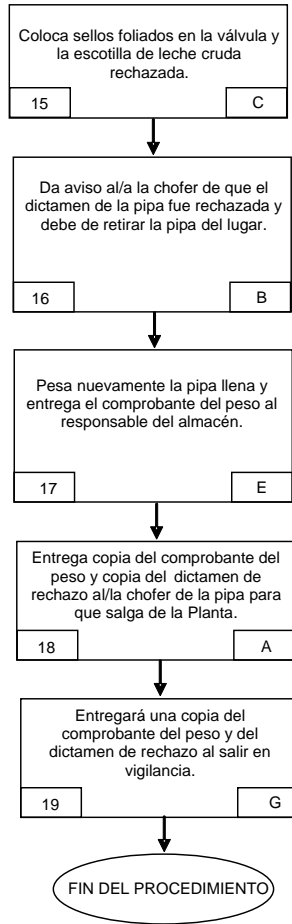 Coloca sellos foliados en la válvula y
la escotilla de leche cruda
rechazada.
15 C
Da aviso al/a la chofer de que el
dictamen de la pipa fue rechazada y
debe de retirar la pipa del lugar.
16 B
Pesa nuevamente la pipa llena y
entrega el comprobante del peso al
responsable del almacén.
17 E
Entrega copia del comprobante del
peso y copia del dictamen de
rechazo al/la chofer de la pipa para
que salga de la Planta.
18 A
Entregará una copia del
comprobante del peso y del
dictamen de rechazo al salir en
vigilancia.
19 G
FIN DEL PROCEDIMIENTO